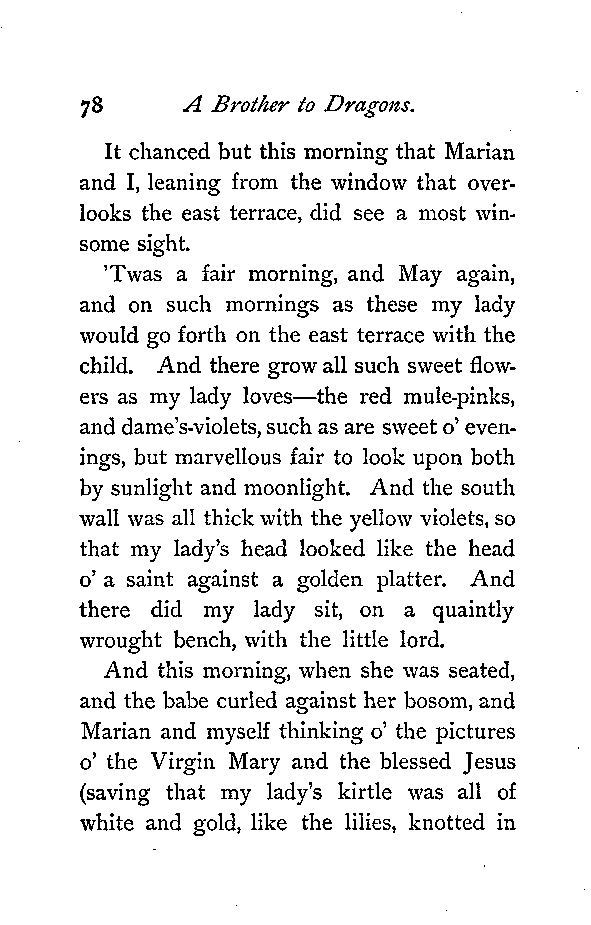 78 A Brother to Dragons.
It chanced but this morning that Marian
and I, leaning from the window that over-
looks the east terrace, did see a most win-
some sight.
'Twas a fair morning, and May again,
and on such mornings as these my lady
would go forth on the east terrace with the
child. And there grow all such sweet flow-
ers as my lady loves—the red mule-pinks,
and dame's-violets, such as are sweet o' even-
ings, but marvellous fair to look upon both
by sunlight and moonlight. And the south
wall was all thick with the yellow violets, so
that my lady's head looked like the head
o' a saint against a golden platter. And
there did my lady sit, on a quaintly
wrought bench, with the little lord.
And this morning, when she was seated,
and the babe curled against her bosom, and
Marian and myself thinking o' the pictures
o' the Virgin Mary and the blessed Jesus
(saving that my lady's kirtle was all of
white and gold, like the lilies, knotted in